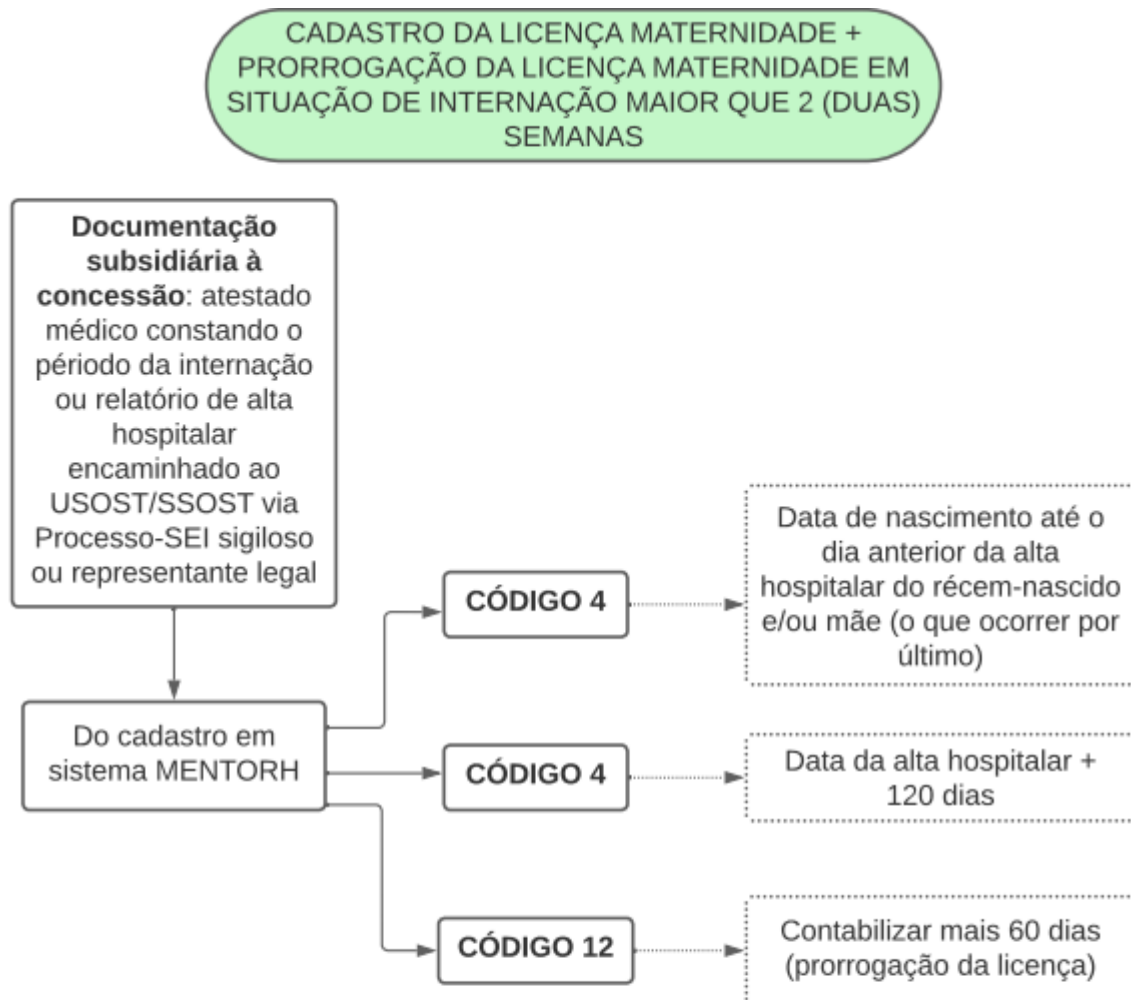 CADASTRO DA LICENÇA MATERNIDADE +
PRORROGAÇÃO DA LICENÇA MATERNIDADE EM
SITUAÇÃO DE INTERNAÇÃO MAIOR QUE 2 (DUAS)
SEMANAS
Documentação
subsidiária à
concessão: atestado
médico constando o
périodo da internação
ou relatório de alta
hospitalar
encaminhado ao
USOST/SSOST via
Processo-SEI sigiloso
ou representante legal
Do cadastro em
sistema MENTORH
CÓDIGO 4
Data de nascimento até o
dia anterior da alta
hospitalar do récem-nascido
e/ou mãe (o que ocorrer por
último)
CÓDIGO 4
Data da alta hospitalar +
120 dias
CÓDIGO 12
Contabilizar mais 60 dias
(prorrogação da licença)